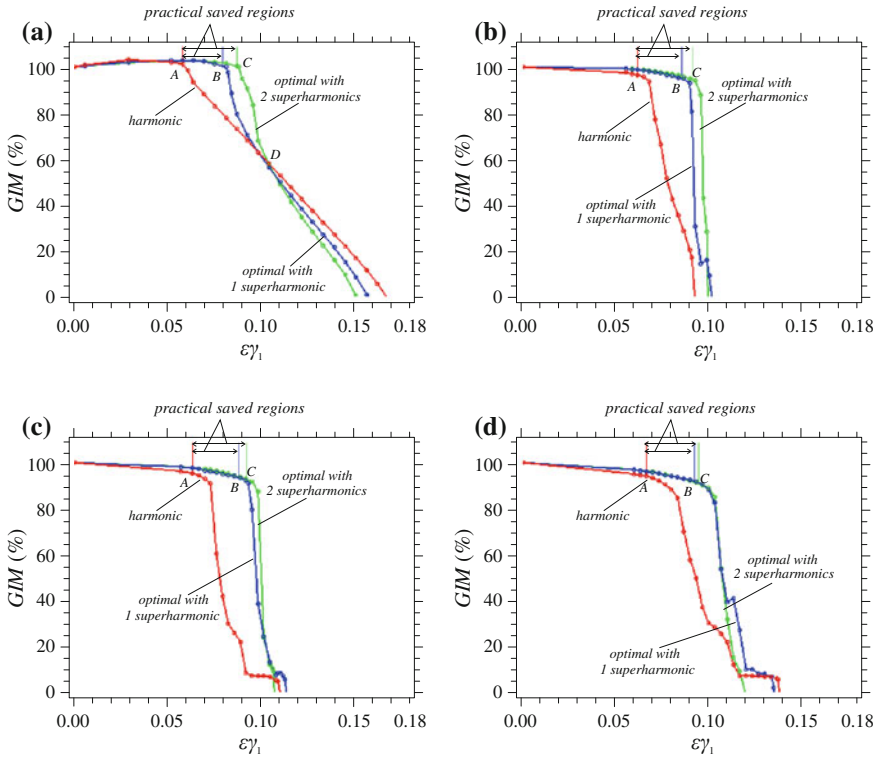 practical saved regions
(a)
100
80
60
40
20
0
GIM (%)
A
B
C
D
harmonic
optimal with
2 superharmonics
optimal with
1 superharmonic
0.00
0.05
0.10
0.15
0.18
εγ₁
practical saved regions
(b)
100
80
60
40
20
0
GIM (%)
A
B
C
harmonic
optimal with
2 superharmonics
optimal with
1 superharmonic
0.00
0.05
0.10
0.15
0.18
εγ₁
practical saved regions
(c)
100
80
60
40
20
0
GIM (%)
A
B
C
harmonic
optimal with
2 superharmonics
optimal with
1 superharmonic
0.00
0.05
0.10
0.15
0.18
εγ₁
practical saved regions
(d)
100
80
60
40
20
0
GIM (%)
A
B
C
harmonic
optimal with
2 superharmonics
optimal with
1 superharmonic
0.00
0.05
0.10
0.15
0.18
εγ₁